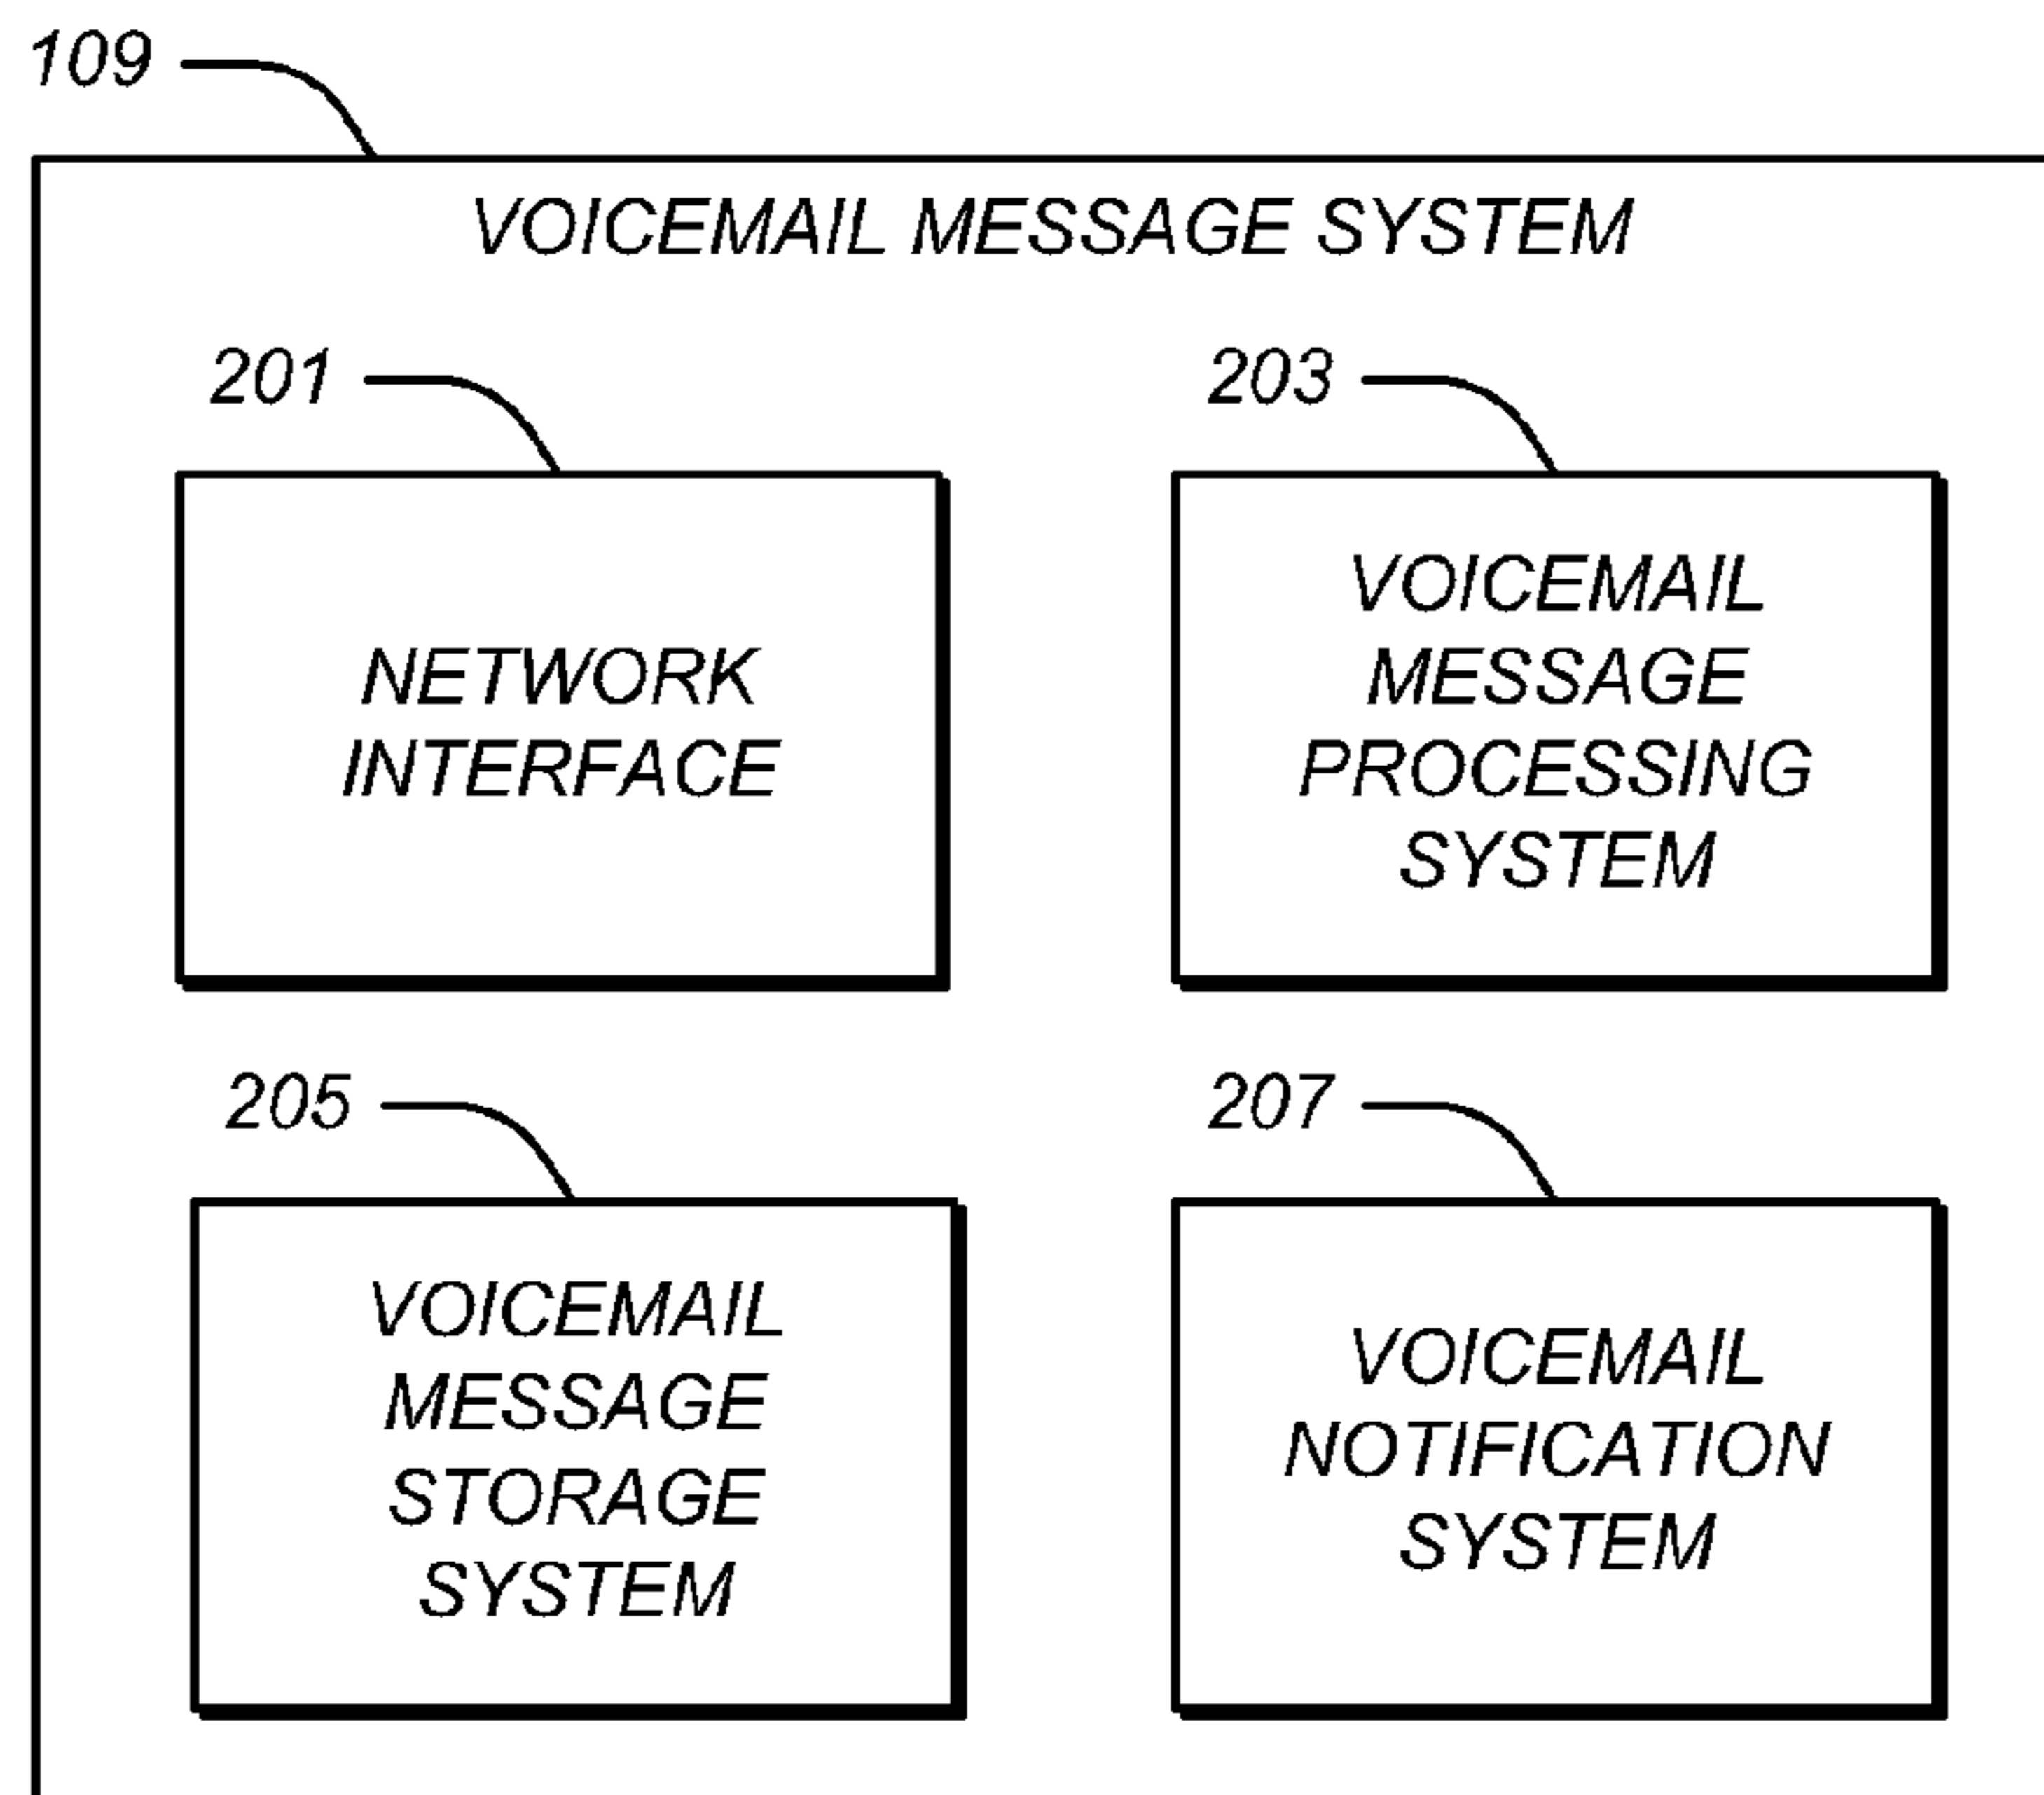 109
VOICEMAIL MESSAGE SYSTEM
201
NETWORK
INTERFACE
203
VOICEMAIL
MESSAGE
PROCESSING
SYSTEM
205
VOICEMAIL
MESSAGE
STORAGE
SYSTEM
207
VOICEMAIL
NOTIFICATION
SYSTEM